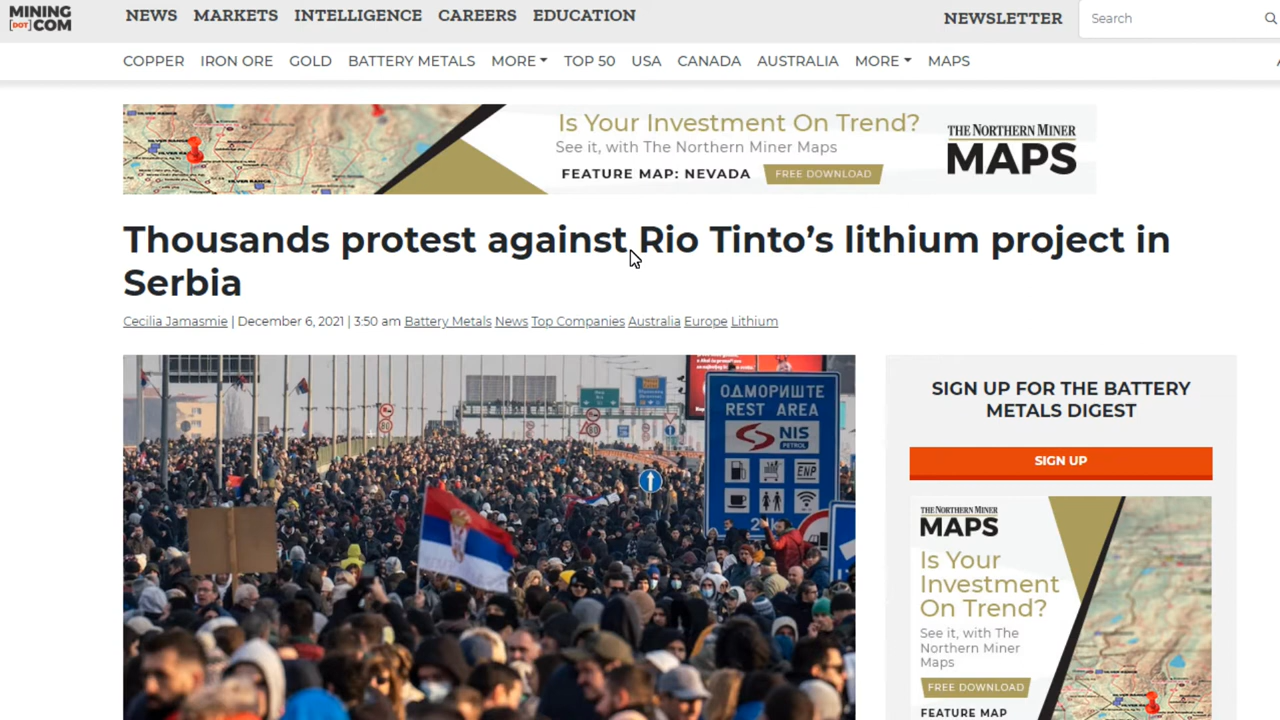 MINING
[DOT]COM
NEWS MARKETS INTELLIGENCE CAREERS EDUCATION
NEWSLETTER
Search
COPPER IRON ORE GOLD BATTERY METALS MORE TOP 50 USA CANADA AUSTRALIA MORE MAPS
Is Your Investment On Trend?
See it, with The Northern Miner Maps
FEATURE MAP: NEVADA FREE DOWNLOAD
THE NORTHERN MINER
MAPS
Thousands protest against Rio Tinto’s lithium project in
Serbia
Cecilia Jamasmie | December 6, 2021 | 3:50 am Battery Metals News Top Companies Australia Europe Lithium
ОДМОРИШТЕ
REST AREA
NIS
PETROL
ENP
SIGN UP FOR THE BATTERY
METALS DIGEST
SIGN UP
THE NORTHERN MINER
MAPS
Is Your
Investment
On Trend?
See it, with The
Northern Miner
Maps
FREE DOWNLOAD
FEATURE MAP